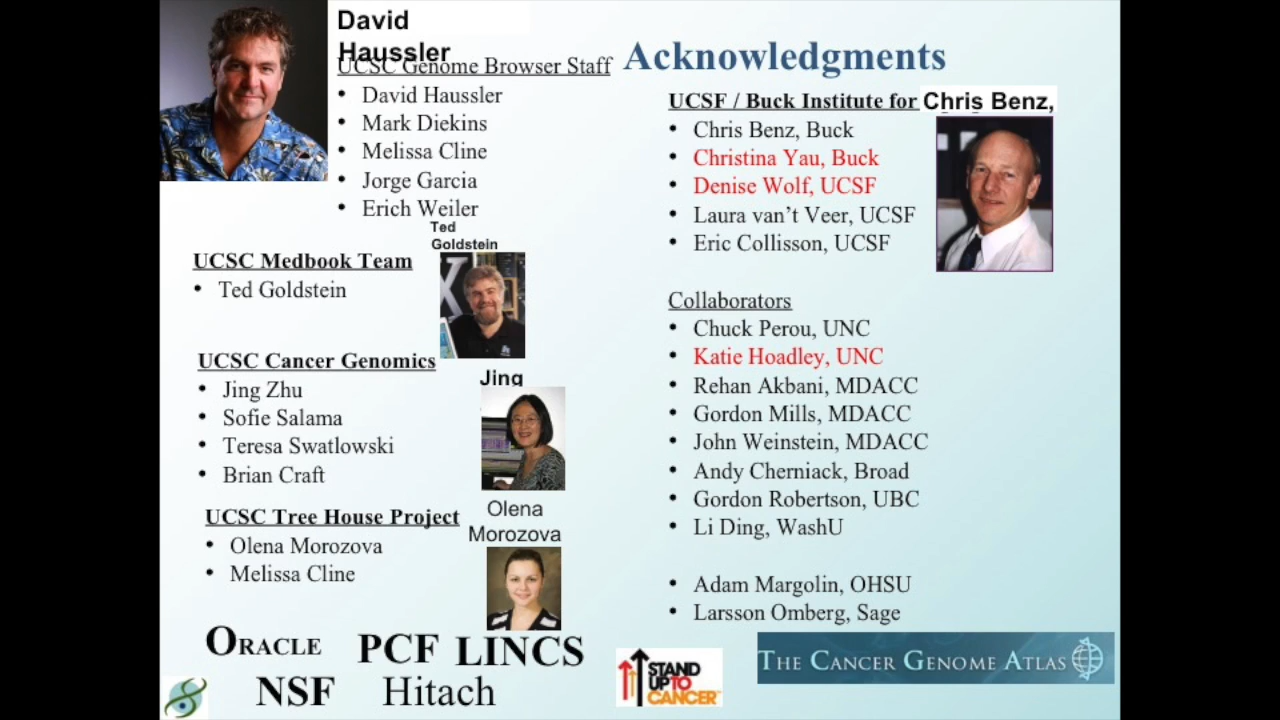 David
Haussler
UCSC Genome Browser Staff
• David Haussler
• Mark Diekins
• Melissa Cline
• Jorge Garcia
• Erich Weiler
Ted
Goldstein
UCSC Medbook Team
• Ted Goldstein
UCSC Cancer Genomics
• Jing Zhu
• Sofie Salama
• Teresa Swatlowski
• Brian Craft
Jing
UCSC Tree House Project
• Olena Morozova
• Melissa Cline
Olena
Morozova
Acknowledgments
UCSF / Buck Institute for
Chris Benz,
• Chris Benz, Buck
• Christina Yau, Buck
• Denise Wolf, UCSF
• Laura van’t Veer, UCSF
• Eric Collisson, UCSF
Collaborators
• Chuck Perou, UNC
• Katie Hoadley, UNC
• Rehan Akbani, MDACC
• Gordon Mills, MDACC
• John Weinstein, MDACC
• Andy Cherniack, Broad
• Gordon Robertson, UBC
• Li Ding, WashU
• Adam Margolin, OHSU
• Larsson Omberg, Sage
ORACLE PCF LINCS
NSF Hitach
STAND
UP TO
CANCER
THE CANCER GENOME ATLAS